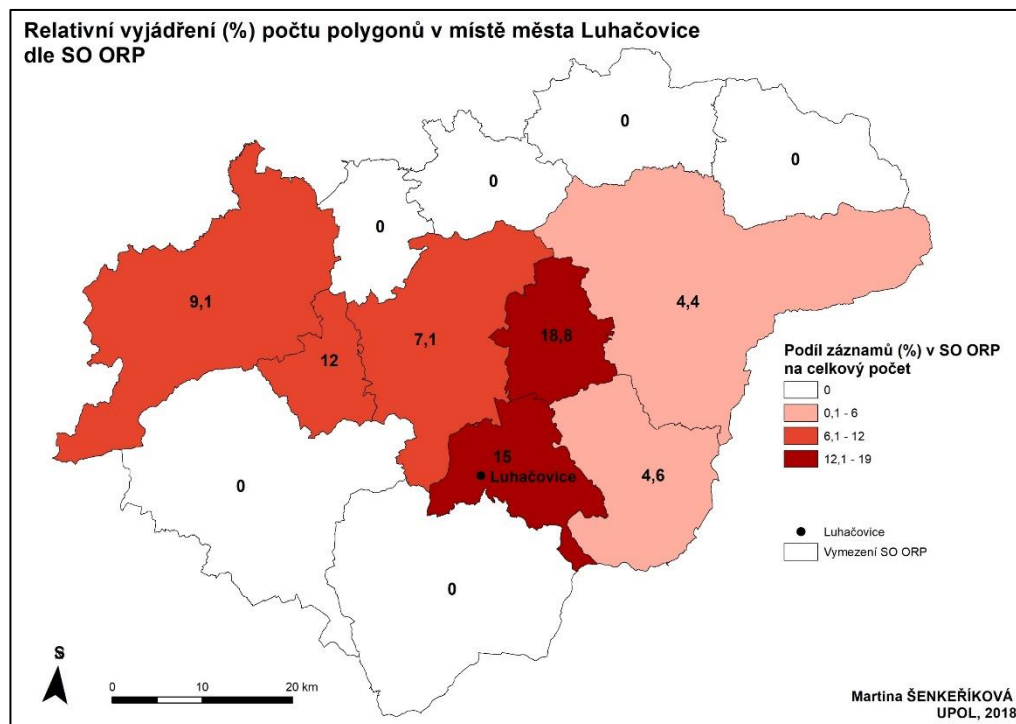 Relativní vyjádření (%) počtu polygonů v místě města Luhačovice
dle SO ORP
0
0
0
0
9,1
4,4
7,1
18,8
12
15
Luhačovice
4,6
0
0
Podíl záznamů (%) v SO ORP
na celkový počet
0
0,1 - 6
6,1 - 12
12,1 - 19
Luhačovice
Vymezení SO ORP
S
0 10 20 km
Martina ŠENKEŘÍKOVÁ
UPOL, 2018